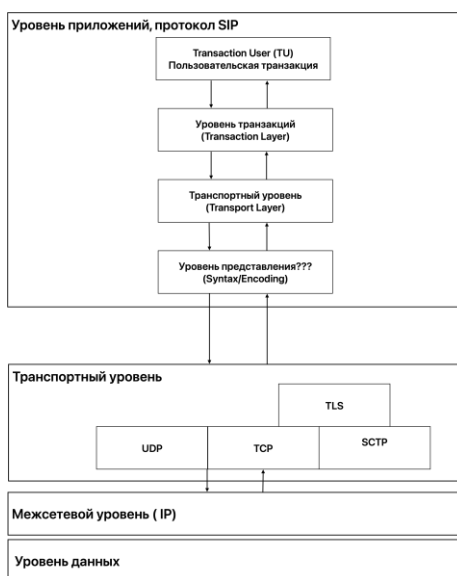 Уровень приложений, протокол SIP
Transaction User (TU)
Пользовательская транзакция
Уровень транзакций
(Transaction Layer)
Транспортный уровень
(Transport Layer)
Уровень представления???
(Syntax/Encoding)
Транспортный уровень
TLS
UDP
TCP
SCTP
Межсетевой уровень ( IP)
Уровень данных